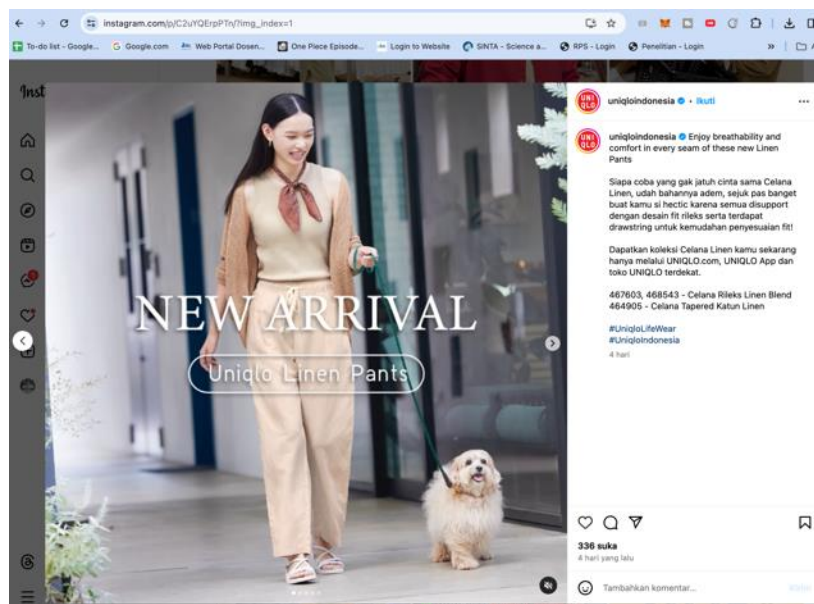 instagram.com/p/C2uYQErpPTn/?img_index=1
To-do list - Google... Google.com Web Portal Dosen... One Piece Episode... Login to Website SINTA - Science a... RPS - Login Penelitian - Login
Inst
NEW ARRIVAL
Uniqlo Linen Pants
uniqloindonesia • Ikuti
uniqloindonesia Enjoy breathability and
comfort in every seam of these new Linen
Pants
Siapa coba yang gak jatuh cinta sama Celana
Linen, udah bahannya adem, sejuk pas banget
buat kamu si hectic karena semua disupport
dengan desain fit rileks serta terdapat
drawstring untuk kemudahan penyesuaian fit!
Dapatkan koleksi Celana Linen kamu sekarang
hanya melalui UNIQLO.com, UNIQLO App dan
toko UNIQLO terdekat.
467603, 468543 - Celana Rileks Linen Blend
464905 - Celana Tapered Katun Linen
#UniqloLifeWear
#UniqloIndonesia
4 hari
336 suka
4 hari yang lalu
Tambahkan komentar...